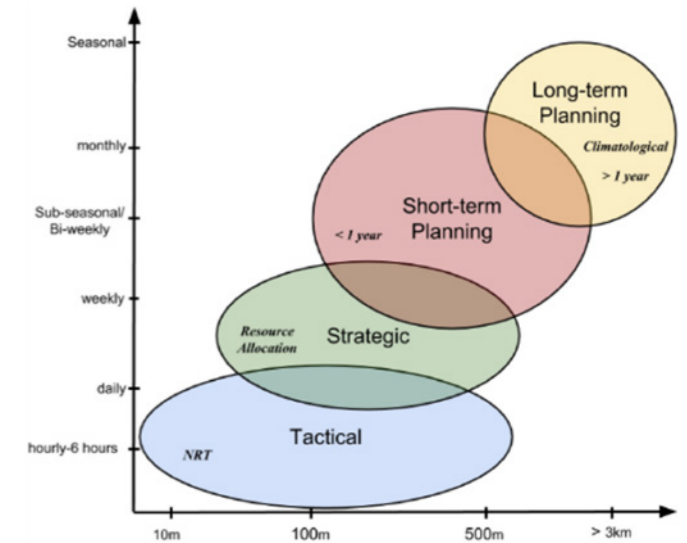 Seasonal
monthly
Sub-seasonal/
Bi-weekly
weekly
daily
hourly-6 hours
Long-term
Planning
Climatological
> 1 year
Short-term
Planning
< 1 year
Resource
Allocation
Strategic
Tactical
NRT
10m
100m
500m
> 3km